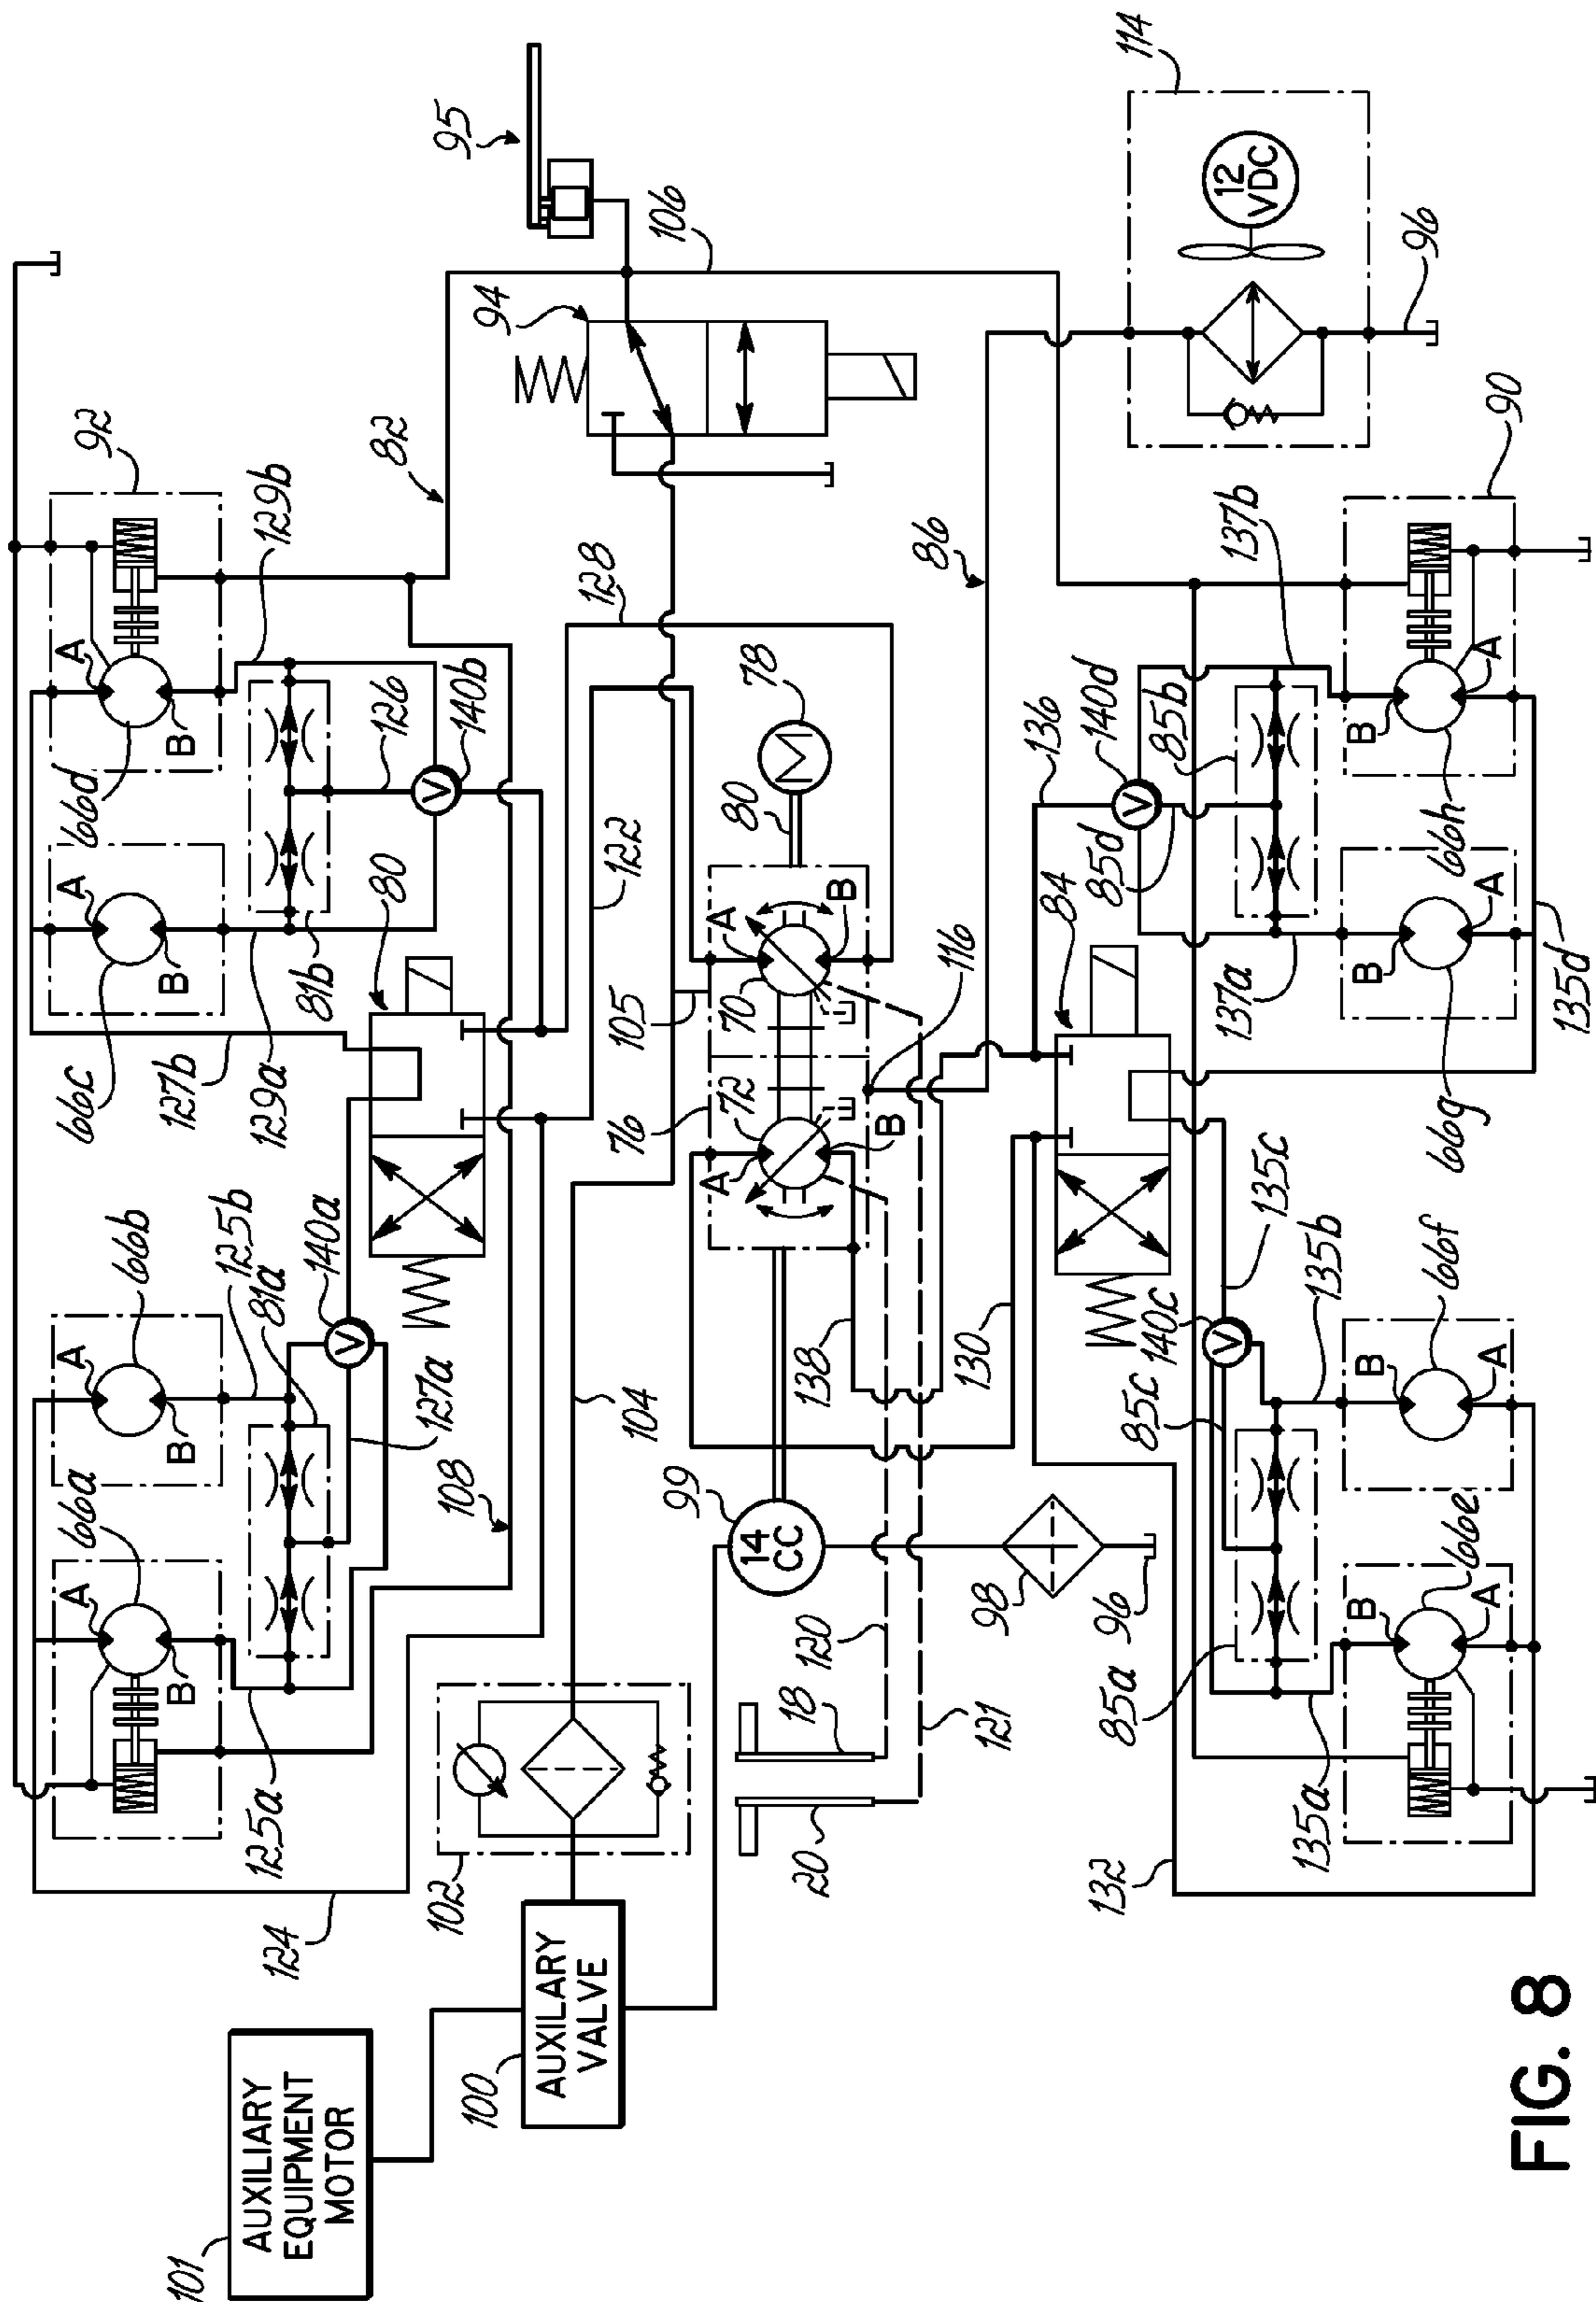 101
AUXILIARY
EQUIPMENT
MOTOR
100
AUXILARY
VALVE
124
102
125a
66a
A
B
66b
A
B
125b
81a
140a
127a
108
127b
66c
A
B
129a
81b
66d
A
B
92
129b
126
140b
80
82
94
95
106
104
105
122
128
76
72
A
B
70
A
B
80
M
78
99
14
CC
138
116
86
20
18
121
120
98
96
130
84
136
140d
114
12
VDC
96
132
85a
135a
66e
B
A
85c
140c
135b
135c
66f
B
A
85d
85b
137a
137b
66g
B
A
66h
B
A
90
135d
V
V
V
V
FIG. 8